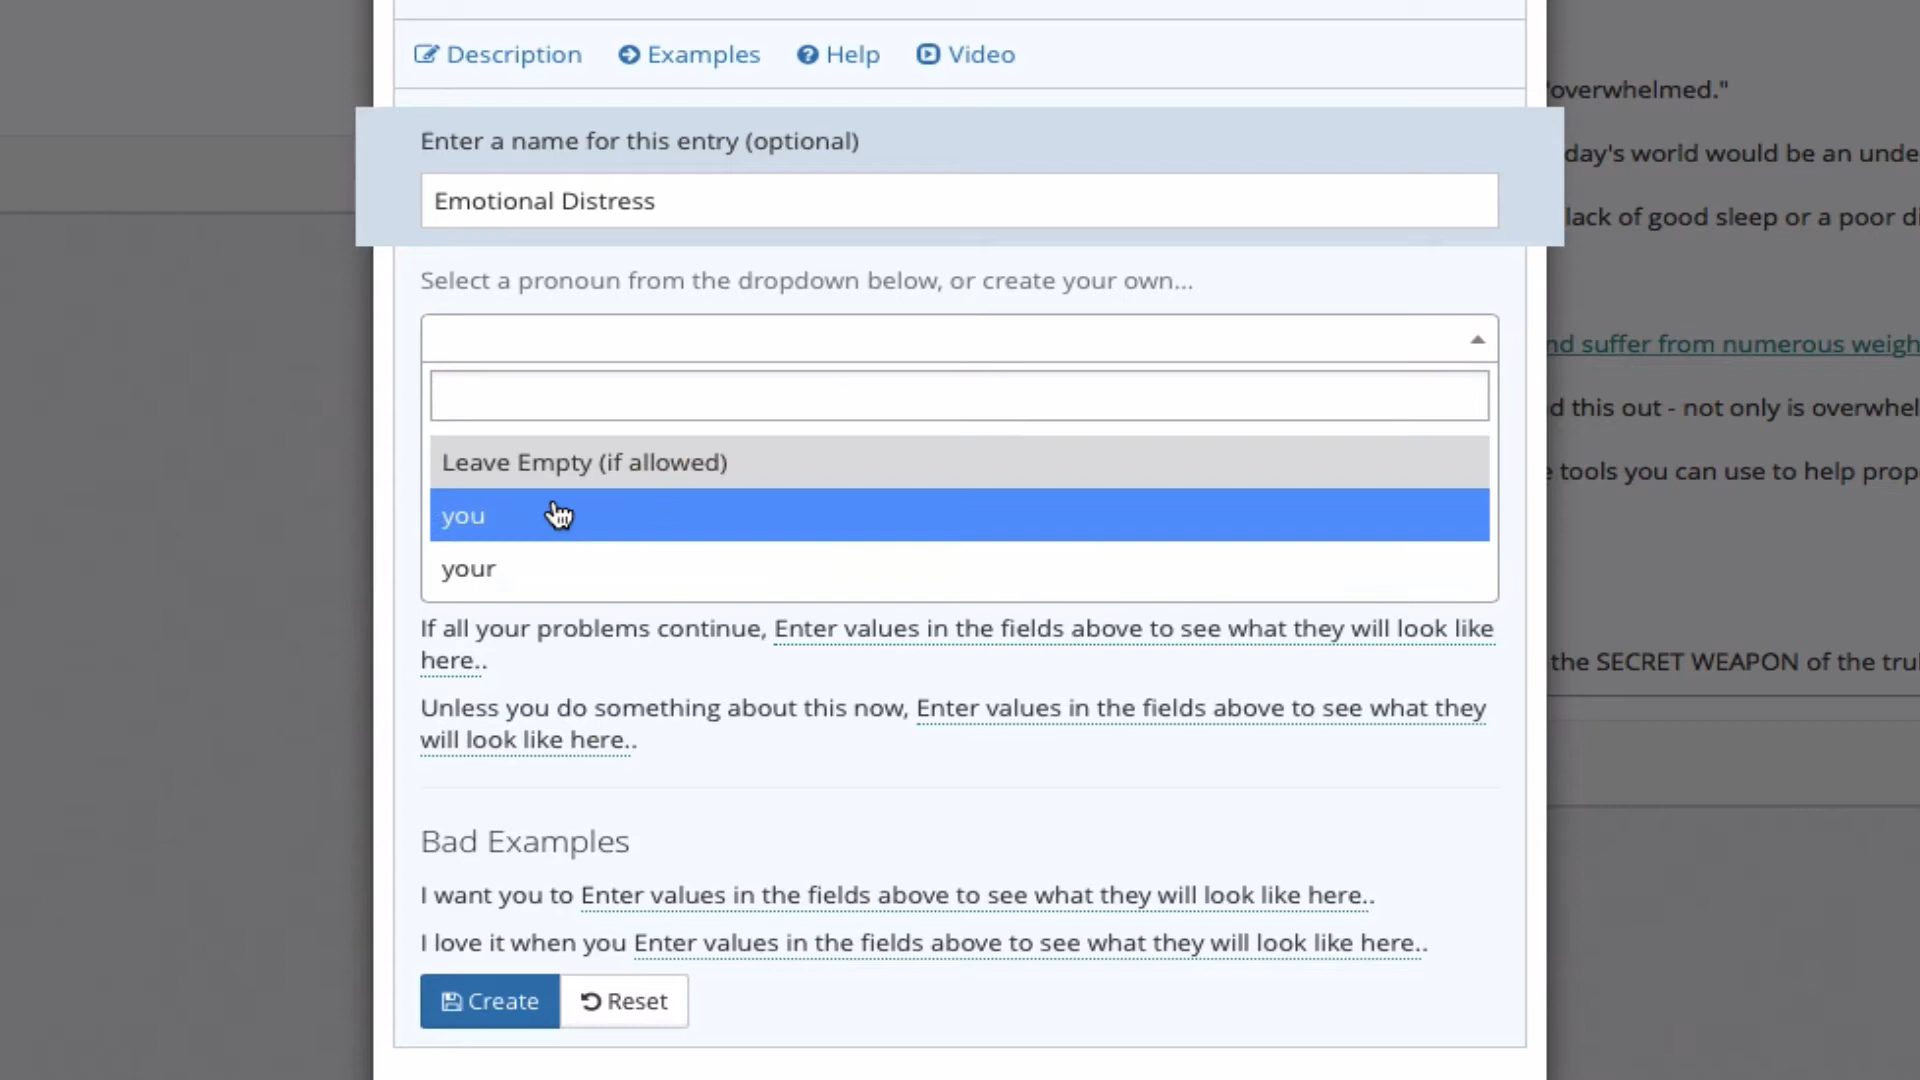 Description Examples Help Video
"overwhelmed."
Enter a name for this entry (optional)
day's world would be an unde
Emotional Distress
lack of good sleep or a poor di
Select a pronoun from the dropdown below, or create your own...
nd suffer from numerous weigh
d this out - not only is overwhel
Leave Empty (if allowed)
tools you can use to help prop
you
your
If all your problems continue, Enter values in the fields above to see what they will look like
here..
the SECRET WEAPON of the tru
Unless you do something about this now, Enter values in the fields above to see what they
will look like here..
Bad Examples
I want you to Enter values in the fields above to see what they will look like here..
I love it when you Enter values in the fields above to see what they will look like here..
Create Reset